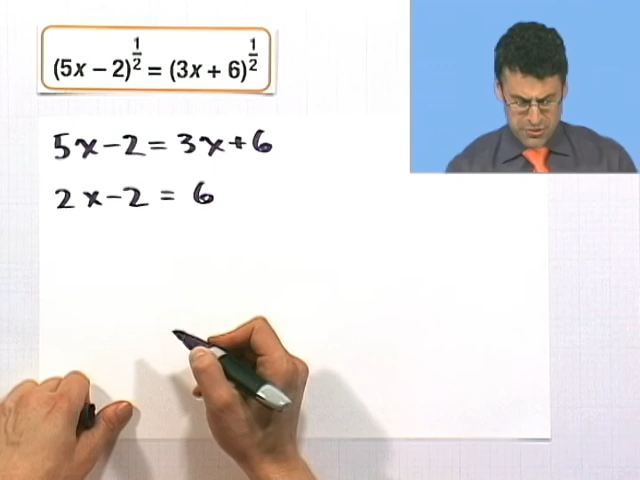 (5x – 2)^{1/2} = (3x + 6)^{1/2}
5x-2=3x+6
2x-2=6